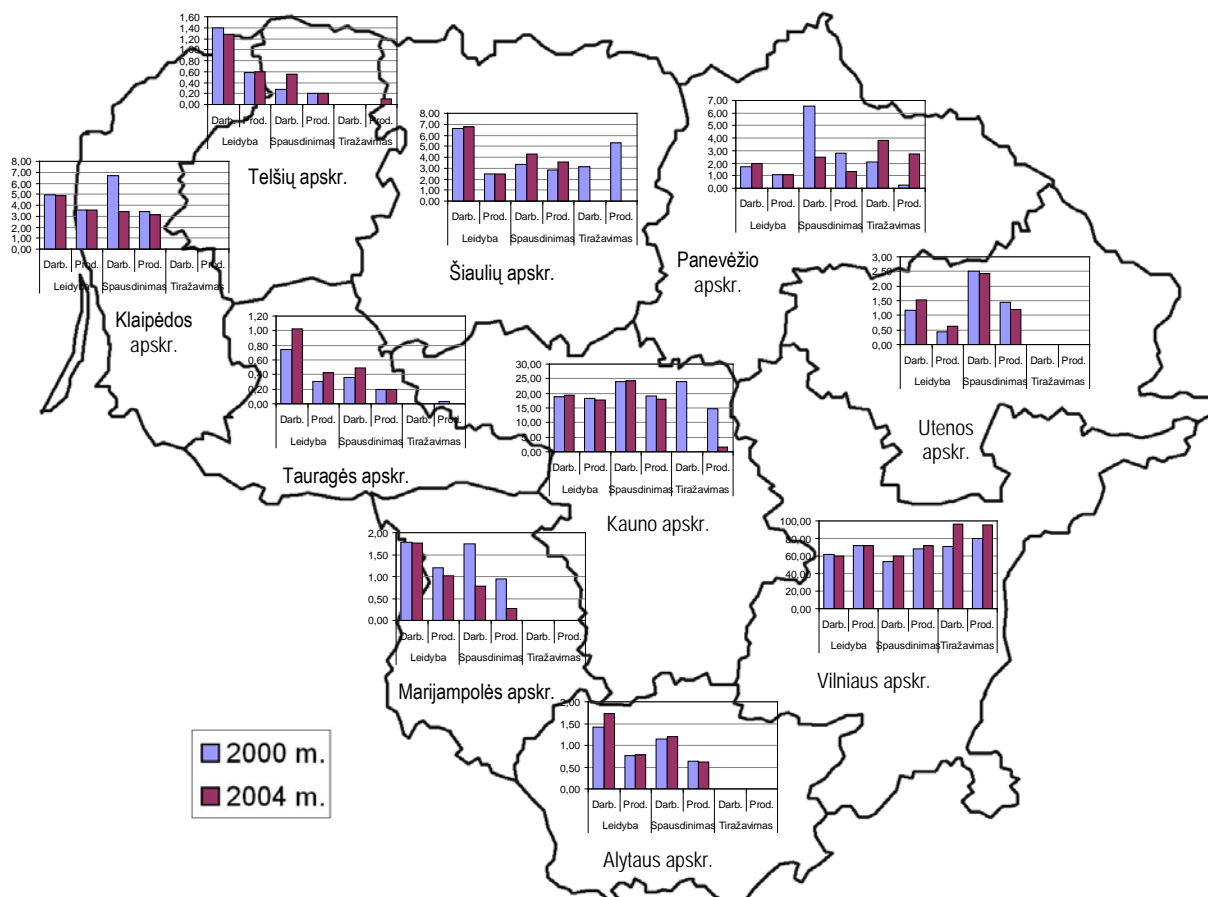 1,60
1,40
1,20
1,00
0,80
0,60
0,40
0,20
0,00
Darb. Prod. Darb. Prod. Darb. Prod.
Leidyba Spausdinimas Tiražavimas
Telšių apskr.
8,00
7,00
6,00
5,00
4,00
3,00
2,00
1,00
0,00
Darb. Prod. Darb. Prod. Darb. Prod.
Leidyba Spausdinimas Tiražavimas
Šiaulių apskr.
7,00
6,00
5,00
4,00
3,00
2,00
1,00
0,00
Darb. Prod. Darb. Prod. Darb. Prod.
Leidyba Spausdinimas Tiražavimas
Panevėžio
apskr.
8,00
7,00
6,00
5,00
4,00
3,00
2,00
1,00
0,00
Darb. Prod. Darb. Prod. Darb. Prod.
Leidyba Spausdinimas Tiražavimas
Klaipėdos
apskr.
3,00
2,50
2,00
1,50
1,00
0,50
0,00
Darb. Prod. Darb. Prod. Darb. Prod.
Leidyba Spausdinimas Tiražavimas
Utenos
apskr.
1,20
1,00
0,80
0,60
0,40
0,20
0,00
Darb. Prod. Darb. Prod. Darb. Prod.
Leidyba Spausdinimas Tiražavimas
Tauragės apskr.
30,00
25,00
20,00
15,00
10,00
5,00
0,00
Darb. Prod. Darb. Prod. Darb. Prod.
Leidyba Spausdinimas Tiražavimas
Kauno apskr.
2,00
1,50
1,00
0,50
0,00
Darb. Prod. Darb. Prod. Darb. Prod.
Leidyba Spausdinimas Tiražavimas
Marijampolės apskr.
100,00
80,00
60,00
40,00
20,00
0,00
Darb. Prod. Darb. Prod. Darb. Prod.
Leidyba Spausdinimas Tiražavimas
Vilniaus apskr.
2,00
1,50
1,00
0,50
0,00
Darb. Prod. Darb. Prod. Darb. Prod.
Leidyba Spausdinimas Tiražavimas
Alytaus apskr.
2000 m.
2004 m.